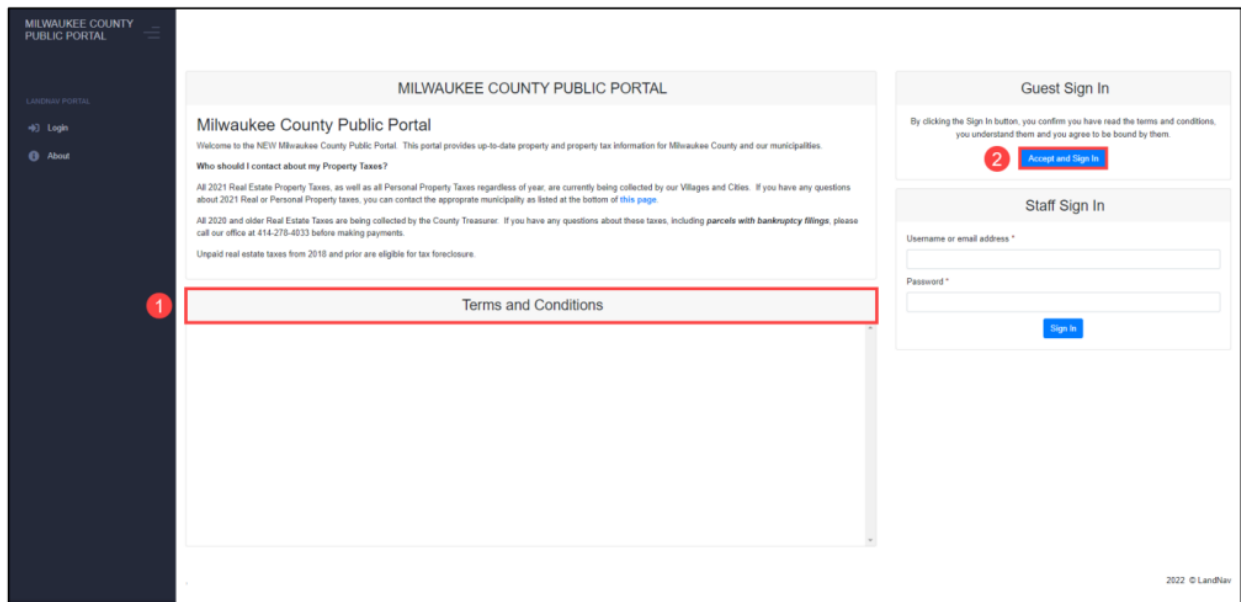 MILWAUKEE COUNTY
PUBLIC PORTAL
LANDNAV PORTAL
Login
About
MILWAUKEE COUNTY PUBLIC PORTAL
Milwaukee County Public Portal
Welcome to the NEW Milwaukee County Public Portal. This portal provides up-to-date property and property tax information for Milwaukee County and our municipalities.
Who should I contact about my Property Taxes?
All 2021 Real Estate Property Taxes, as well as all Personal Property Taxes regardless of year, are currently being collected by our Villages and Cities. If you have any questions
about 2021 Real or Personal Property taxes, you can contact the approprate municipality as listed at the bottom of this page.
All 2020 and older Real Estate Taxes are being collected by the County Treasurer. If you have any questions about these taxes, including parcels with bankruptcy filings, please
call our office at 414-278-4033 before making payments.
Unpaid real estate taxes from 2018 and prior are eligible for tax foreclosure.
1
Terms and Conditions
Guest Sign In
By clicking the Sign In button, you confirm you have read the terms and conditions,
you understand them and you agree to be bound by them.
2
Accept and Sign In
Staff Sign In
Username or email address *
Password *
Sign In
2022 © LandNav